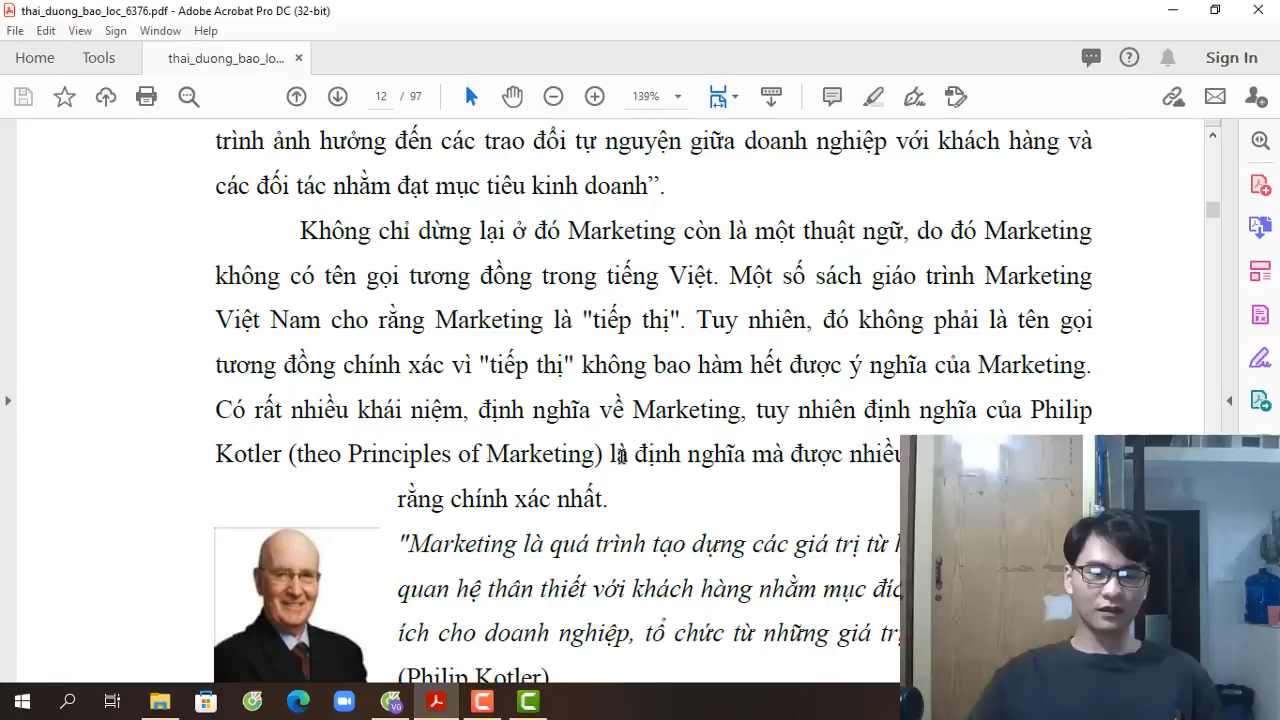 thai_duong_bao_loc_6376.pdf - Adobe Acrobat Pro DC (32-bit)
File Edit View Sign Window Help
Home Tools thai_duong_bao_lo... × Sign In
12 / 97 139%
trình ảnh hưởng đến các trao đổi tự nguyện giữa doanh nghiệp với khách hàng và
các đối tác nhằm đạt mục tiêu kinh doanh”.
Không chỉ dừng lại ở đó Marketing còn là một thuật ngữ, do đó Marketing
không có tên gọi tương đồng trong tiếng Việt. Một số sách giáo trình Marketing
Việt Nam cho rằng Marketing là "tiếp thị". Tuy nhiên, đó không phải là tên gọi
tương đồng chính xác vì "tiếp thị" không bao hàm hết được ý nghĩa của Marketing.
Có rất nhiều khái niệm, định nghĩa về Marketing, tuy nhiên định nghĩa của Philip
Kotler (theo Principles of Marketing) là định nghĩa mà được nhiều
rằng chính xác nhất.
"Marketing là quá trình tạo dựng các giá trị từ
quan hệ thân thiết với khách hàng nhằm mục
ích cho doanh nghiệp, tổ chức từ những giá
(Philip Kotler)
Vũ